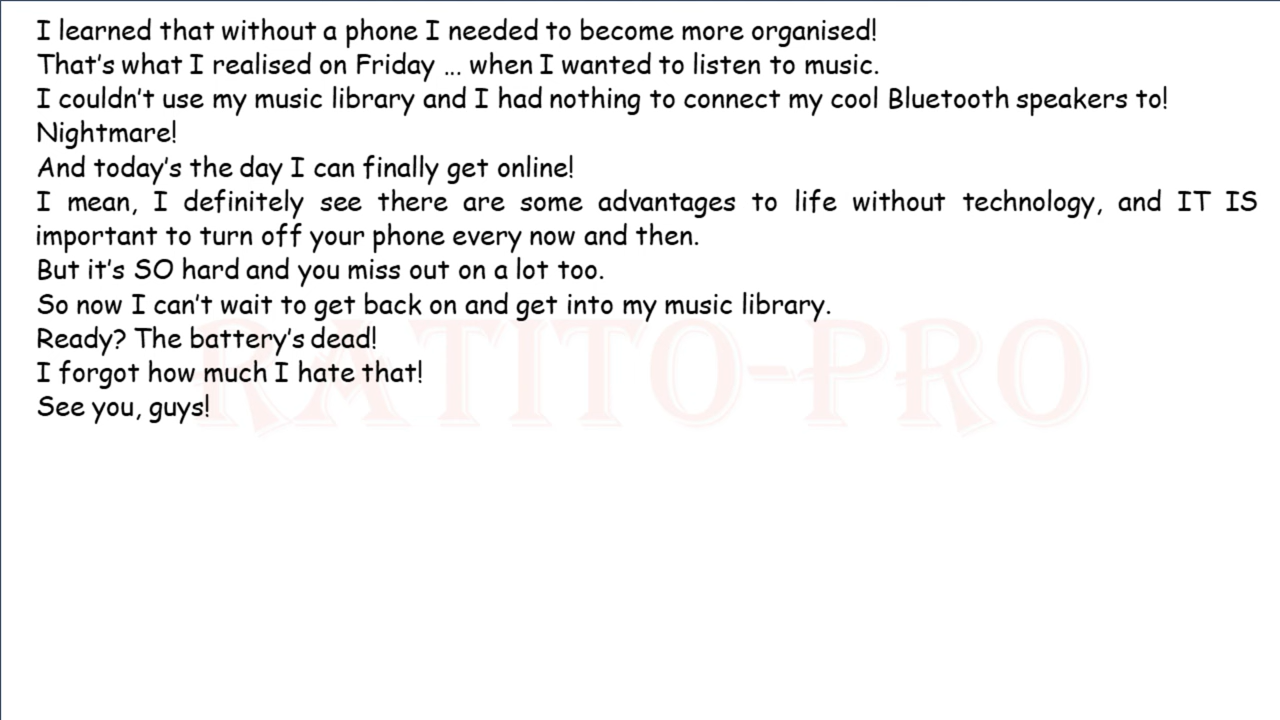 I learned that without a phone I needed to become more organised!
That's what I realised on Friday ... when I wanted to listen to music.
I couldn't use my music library and I had nothing to connect my cool Bluetooth speakers to!
Nightmare!
And today's the day I can finally get online!
I mean, I definitely see there are some advantages to life without technology, and IT IS
important to turn off your phone every now and then.
But it's SO hard and you miss out on a lot too.
So now I can't wait to get back on and get into my music library.
Ready? The battery's dead!
I forgot how much I hate that!
See you, guys!
RATITO-PRO